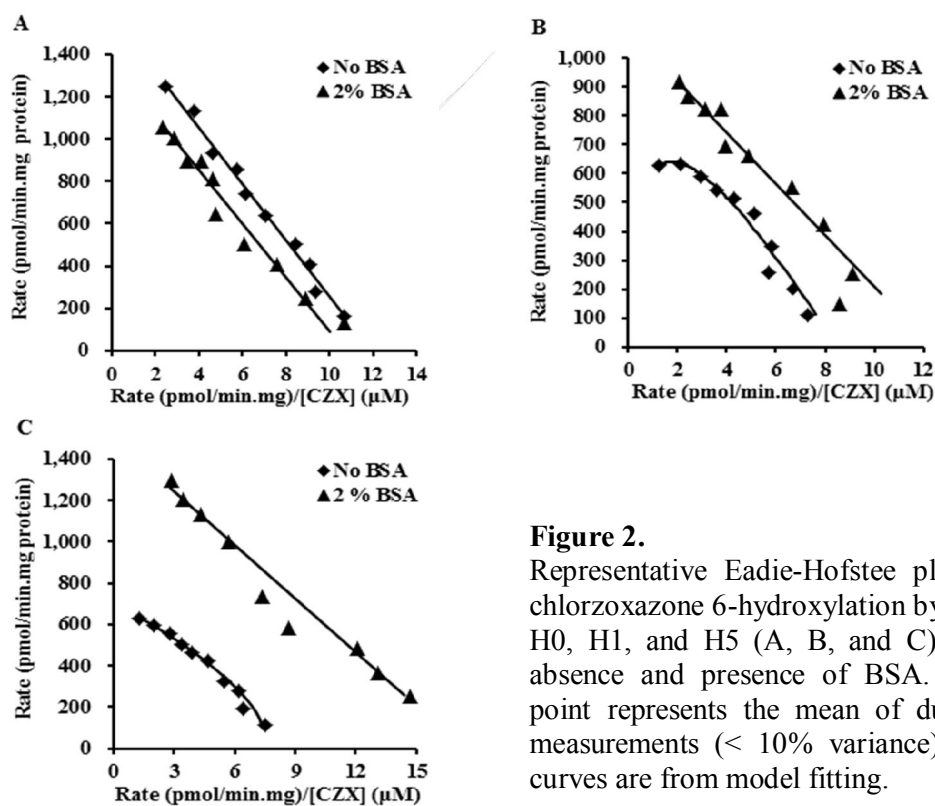 A
1,400
1,200
1,000
800
600
400
200
0
Rate (pmol/min.mg protein)
No BSA
2% BSA
0 2 4 6 8 10 12 14
Rate (pmol/min.mg)/[CZX] (µM)
B
1,000
900
800
700
600
500
400
300
200
100
0
Rate (pmol/min.mg protein)
No BSA
2% BSA
0 2 4 6 8 10 12
Rate (pmol/min.mg)/[CZX] (µM)
C
1,400
1,200
1,000
800
600
400
200
0
Rate (pmol/min.mg protein)
No BSA
2 % BSA
0 3 6 9 12 15
Rate (pmol/min.mg)/[CZX] (µM)
Figure 2.
Representative Eadie-Hofstee pl
chlorzoxazone 6-hydroxylation by
H0, H1, and H5 (A, B, and C)
absence and presence of BSA.
point represents the mean of du
measurements (< 10% variance)
curves are from model fitting.